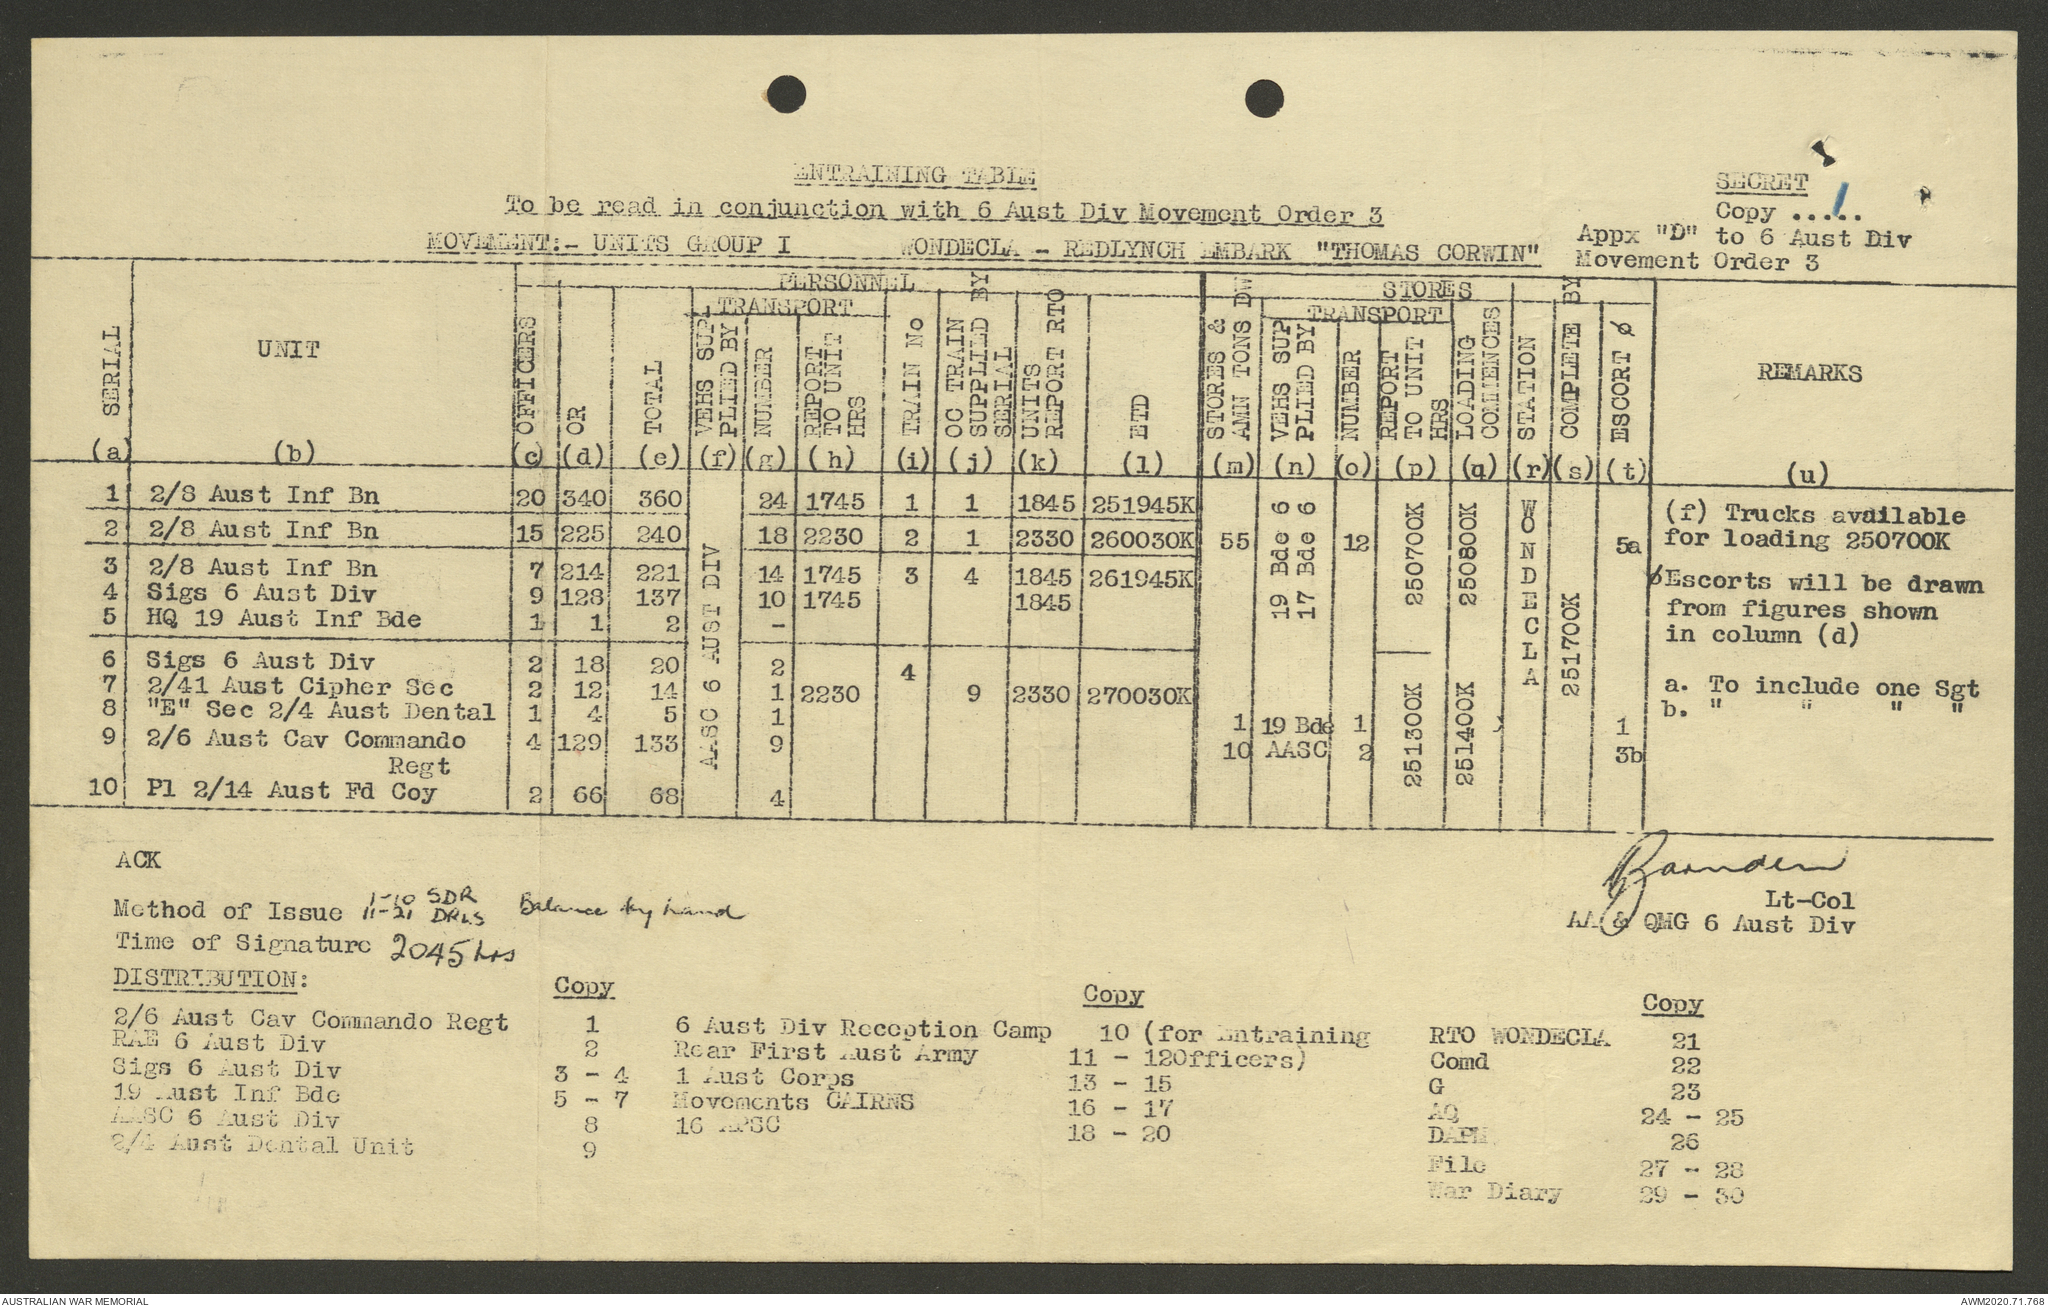 ENTRAINING TABLE
SECRET
To be read in conjunction with 6 Aust Div Movement Order 3
Copy ..1..
MOVEMENT:- UNITS GROUP I WONDECLA - REDLYNCH EMBARK "THOMAS CORWIN"
Appx "D" to 6 Aust Div
Movement Order 3
PERSONNEL STORES
TRANSPORT TRANSPORT
SERIAL (a)
UNIT (b)
OFFICERS (c)
OR (d)
TOTAL (e)
VEHS SUPPLIED BY (f)
NUMBER (g)
REPORT TO UNIT HRS (h)
TRAIN No (i)
OC TRAIN SUPPLIED BY SERIAL (j)
UNITS REPORT RTO (k)
ETD (l)
STORES & AMN TONS DW (m)
VEHS SUP PLIED BY (n)
NUMBER (o)
REPORT TO UNIT HRS (p)
LOADING COMMENCES (q)
STATION (r)
COMPLETE BY (s)
ESCORT ø (t)
REMARKS (u)
1 2/8 Aust Inf Bn 20 340 360 24 1745 1 1 1845 251945K
2 2/8 Aust Inf Bn 15 225 240 18 2230 2 1 2330 260030K 55 12 5a
3 2/8 Aust Inf Bn 7 214 221 14 1745 3 4 1845 261945K
4 Sigs 6 Aust Div 9 128 137 10 1745 1845
5 HQ 19 Aust Inf Bde 1 1 2 -
6 Sigs 6 Aust Div 2 18 20 2 4
7 2/41 Aust Cipher Sec 2 12 14 1 2230 9 2330 270030K
8 "E" Sec 2/4 Aust Dental 1 4 5 1 1 19 Bde 1 1
9 2/6 Aust Cav Commando 4 129 133 9 10 AASC 2 3b
Regt
10 Pl 2/14 Aust Fd Coy 2 66 68 4
AASC 6 AUST DIV
19 Bde 6
17 Bde 6
250700K
251300K
250800K
251400K
WONDECLA
251700K
(f) Trucks available
for loading 250700K
øEscorts will be drawn
from figures shown
in column (d)
a. To include one Sgt
b. " " " "
ACK
Lt-Col
AA & QMG 6 Aust Div
Method of Issue 1-10 SDR
11-21 DRLS Balance by hand
Time of Signature 2045 hrs
DISTRIBUTION: Copy Copy Copy
2/6 Aust Cav Commando Regt 1 6 Aust Div Reception Camp 10 (for Entraining RTO WONDECLA 21
RAE 6 Aust Div 2 Rear First Aust Army 11 - 12Officers) Comd 22
Sigs 6 Aust Div 3 - 4 1 Aust Corps 13 - 15 G 23
19 Aust Inf Bde 5 - 7 Movements CAIRNS 16 - 17 AQ 24 - 25
AASC 6 Aust Div 8 16 APSC 18 - 20 DAPM 26
2/4 Aust Dental Unit 9 File 27 - 28
War Diary 29 - 30
AUSTRALIAN WAR MEMORIAL
AWM2020.71.768